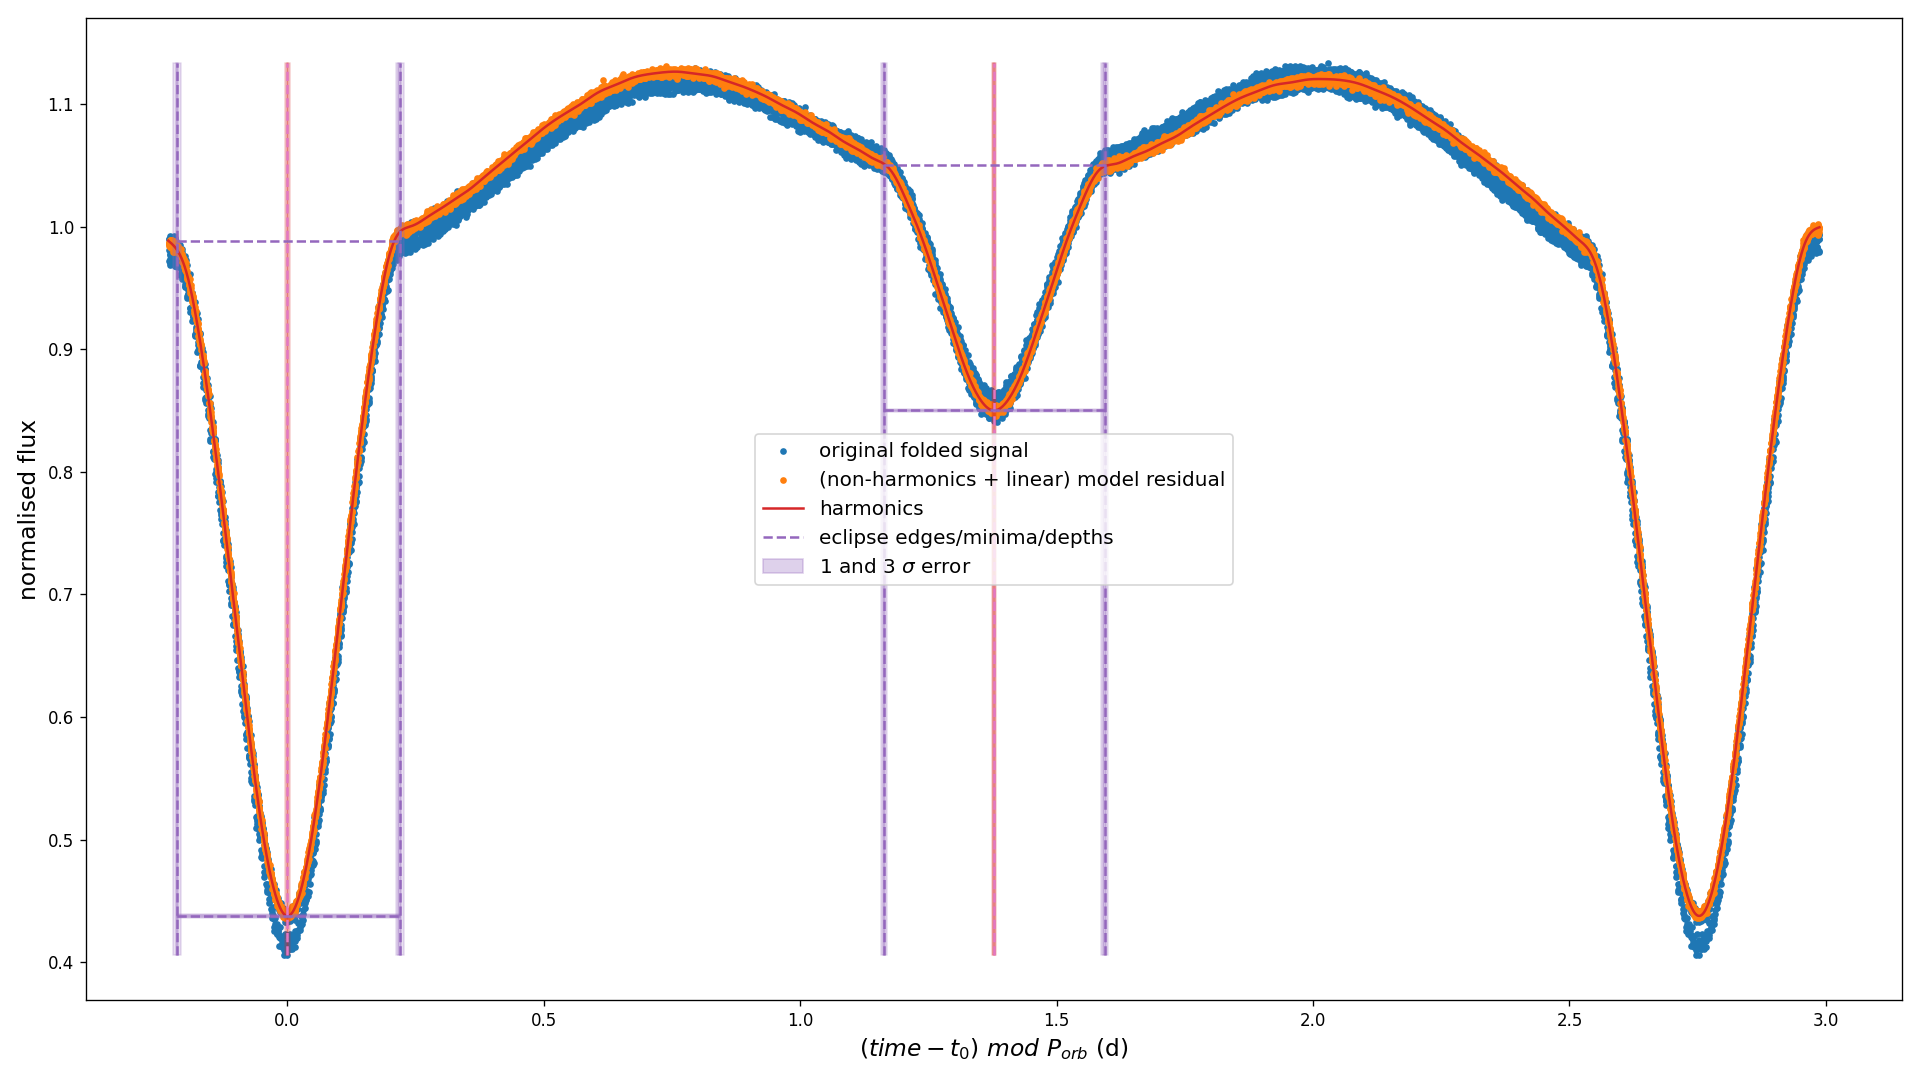 normalised flux
1.1
1.0
0.9
0.8
0.7
0.6
0.5
0.4
original folded signal
(non-harmonics + linear) model residual
harmonics
eclipse edges/minima/depths
1 and 3 σ error
0.0 0.5 1.0 1.5 2.0 2.5 3.0
(time − t₀) mod Pₒᵣb (d)